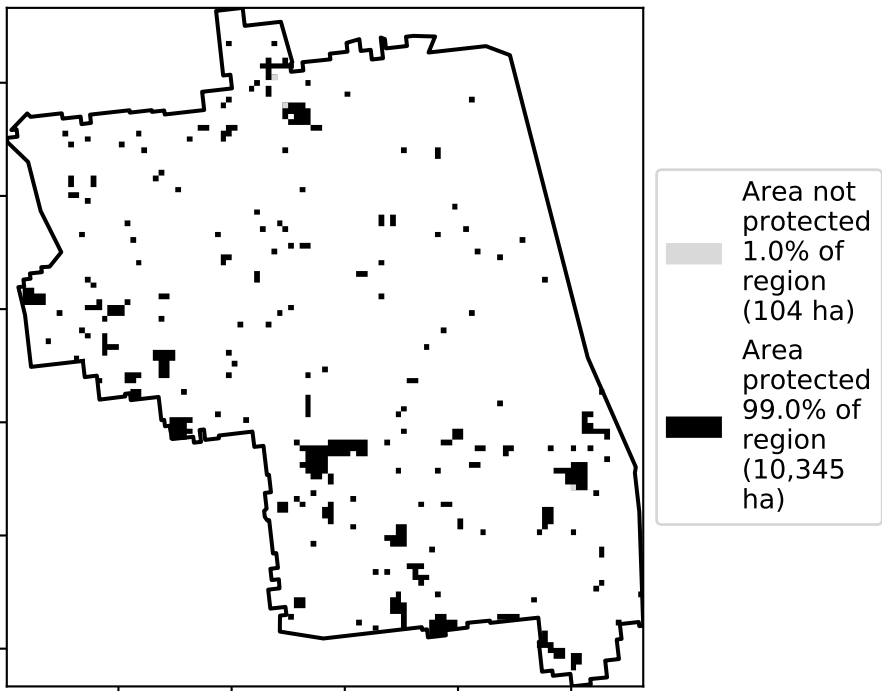 Area not
protected
1.0% of
region
(104 ha)
Area
protected
99.0% of
region
(10,345
ha)